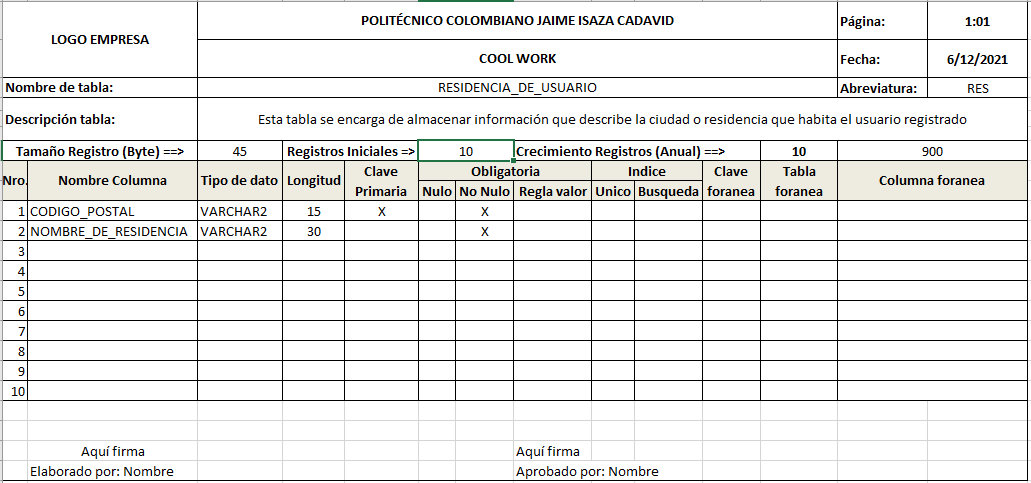 LOGO EMPRESA
POLITÉCNICO COLOMBIANO JAIME ISAZA CADAVID
Página: 1:01
COOL WORK
Fecha: 6/12/2021
Nombre de tabla: RESIDENCIA_DE_USUARIO Abreviatura: RES
Descripción tabla: Esta tabla se encarga de almacenar información que describe la ciudad o residencia que habita el usuario registrado
Tamaño Registro (Byte) ==> 45 Registros Iniciales => 10 Crecimiento Registros (Anual) ==> 10 900
Nro. Nombre Columna Tipo de dato Longitud Clave Primaria Obligatoria Indice Clave foranea Tabla foranea Columna foranea
Nulo No Nulo Regla valor Unico Busqueda
1 CODIGO_POSTAL VARCHAR2 15 X X
2 NOMBRE_DE_RESIDENCIA VARCHAR2 30 X
3
4
5
6
7
8
9
10
Aquí firma Aquí firma
Elaborado por: Nombre Aprobado por: Nombre